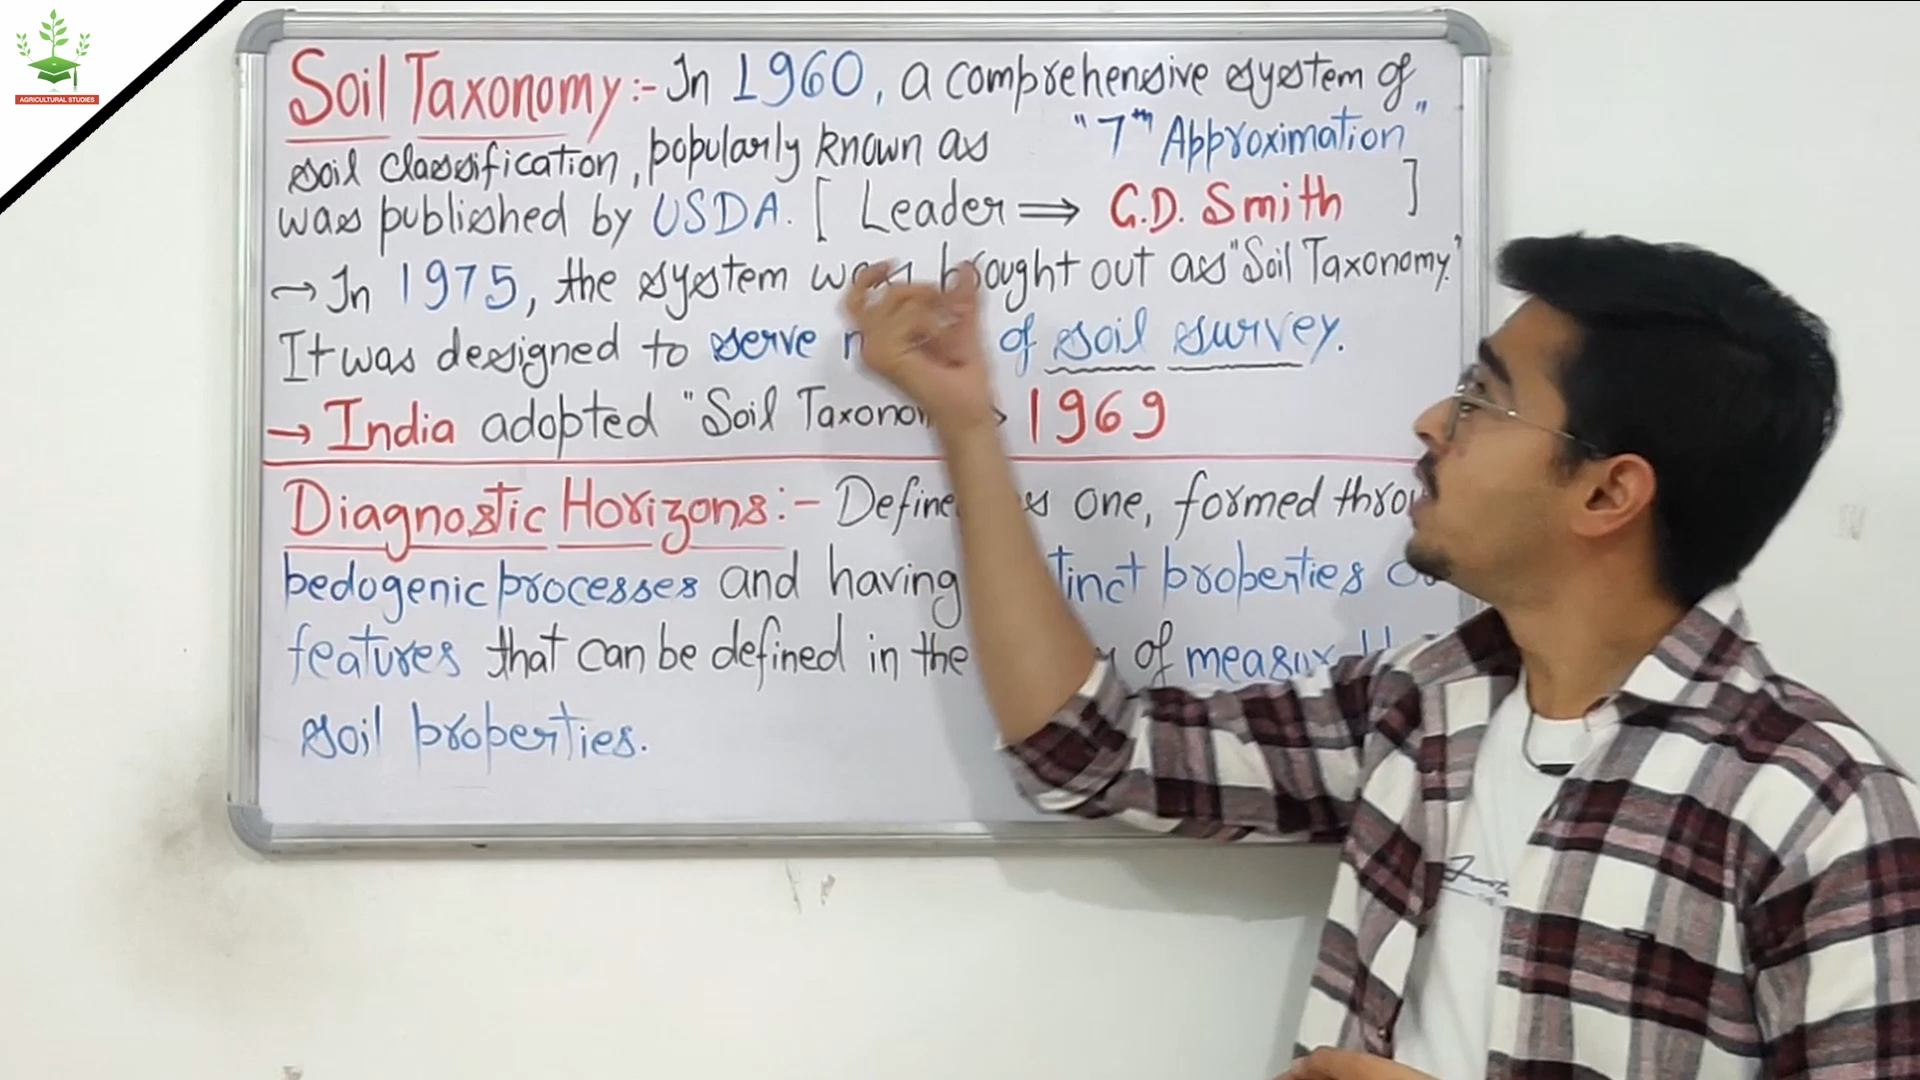 AGRICULTURAL STUDIES
Soil Taxonomy:- In 1960, a comprehensive system of
soil classification, popularly known as "7th Approximation"
was published by USDA. [ Leader ⇒ G.D. Smith ]
→ In 1975, the system was brought out as "Soil Taxonomy."
It was designed to serve of soil survey.
→ India adopted "Soil 1969
Diagnostic Horizons:- one, formed
pedogenic processes and having properties
features that can be defined in the of
soil properties.